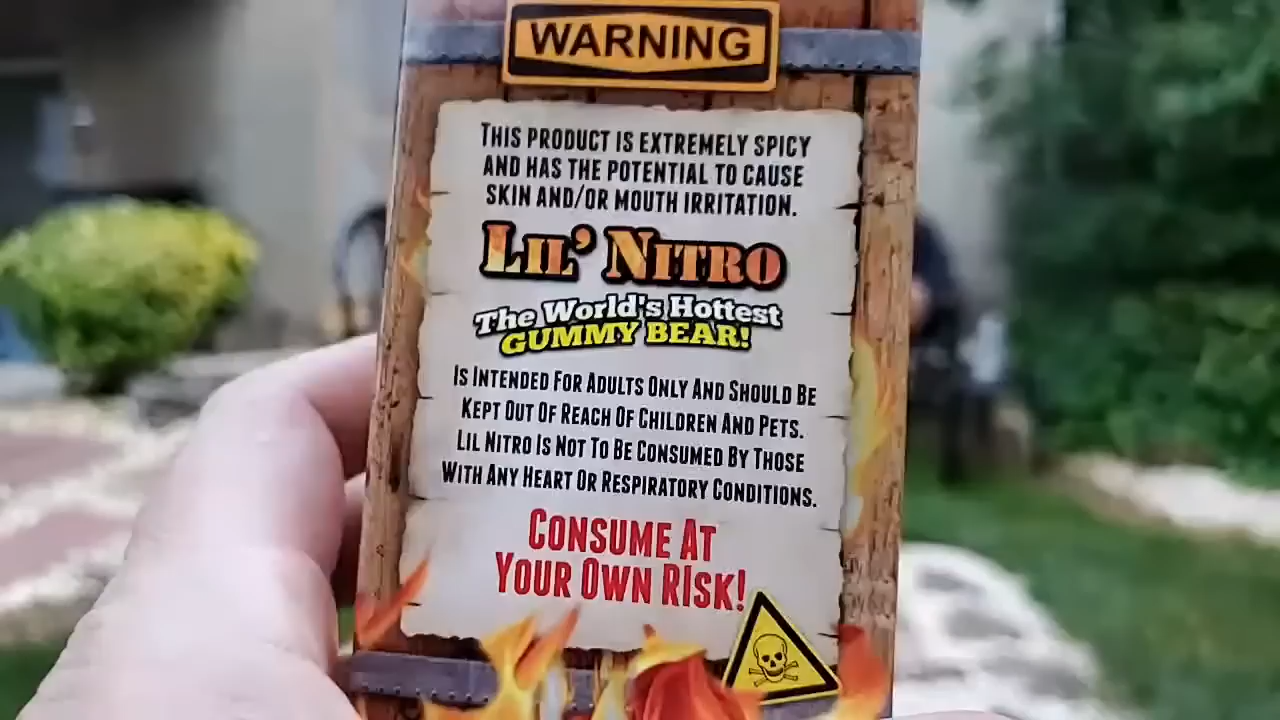 WARNING
THIS PRODUCT IS EXTREMELY SPICY
AND HAS THE POTENTIAL TO CAUSE
SKIN AND/OR MOUTH IRRITATION.
LIL' NITRO
The World's Hottest
GUMMY BEAR!
IS INTENDED FOR ADULTS ONLY AND SHOULD BE
KEPT OUT OF REACH OF CHILDREN AND PETS.
LIL NITRO IS NOT TO BE CONSUMED BY THOSE
WITH ANY HEART OR RESPIRATORY CONDITIONS.
CONSUME AT
YOUR OWN RISK!